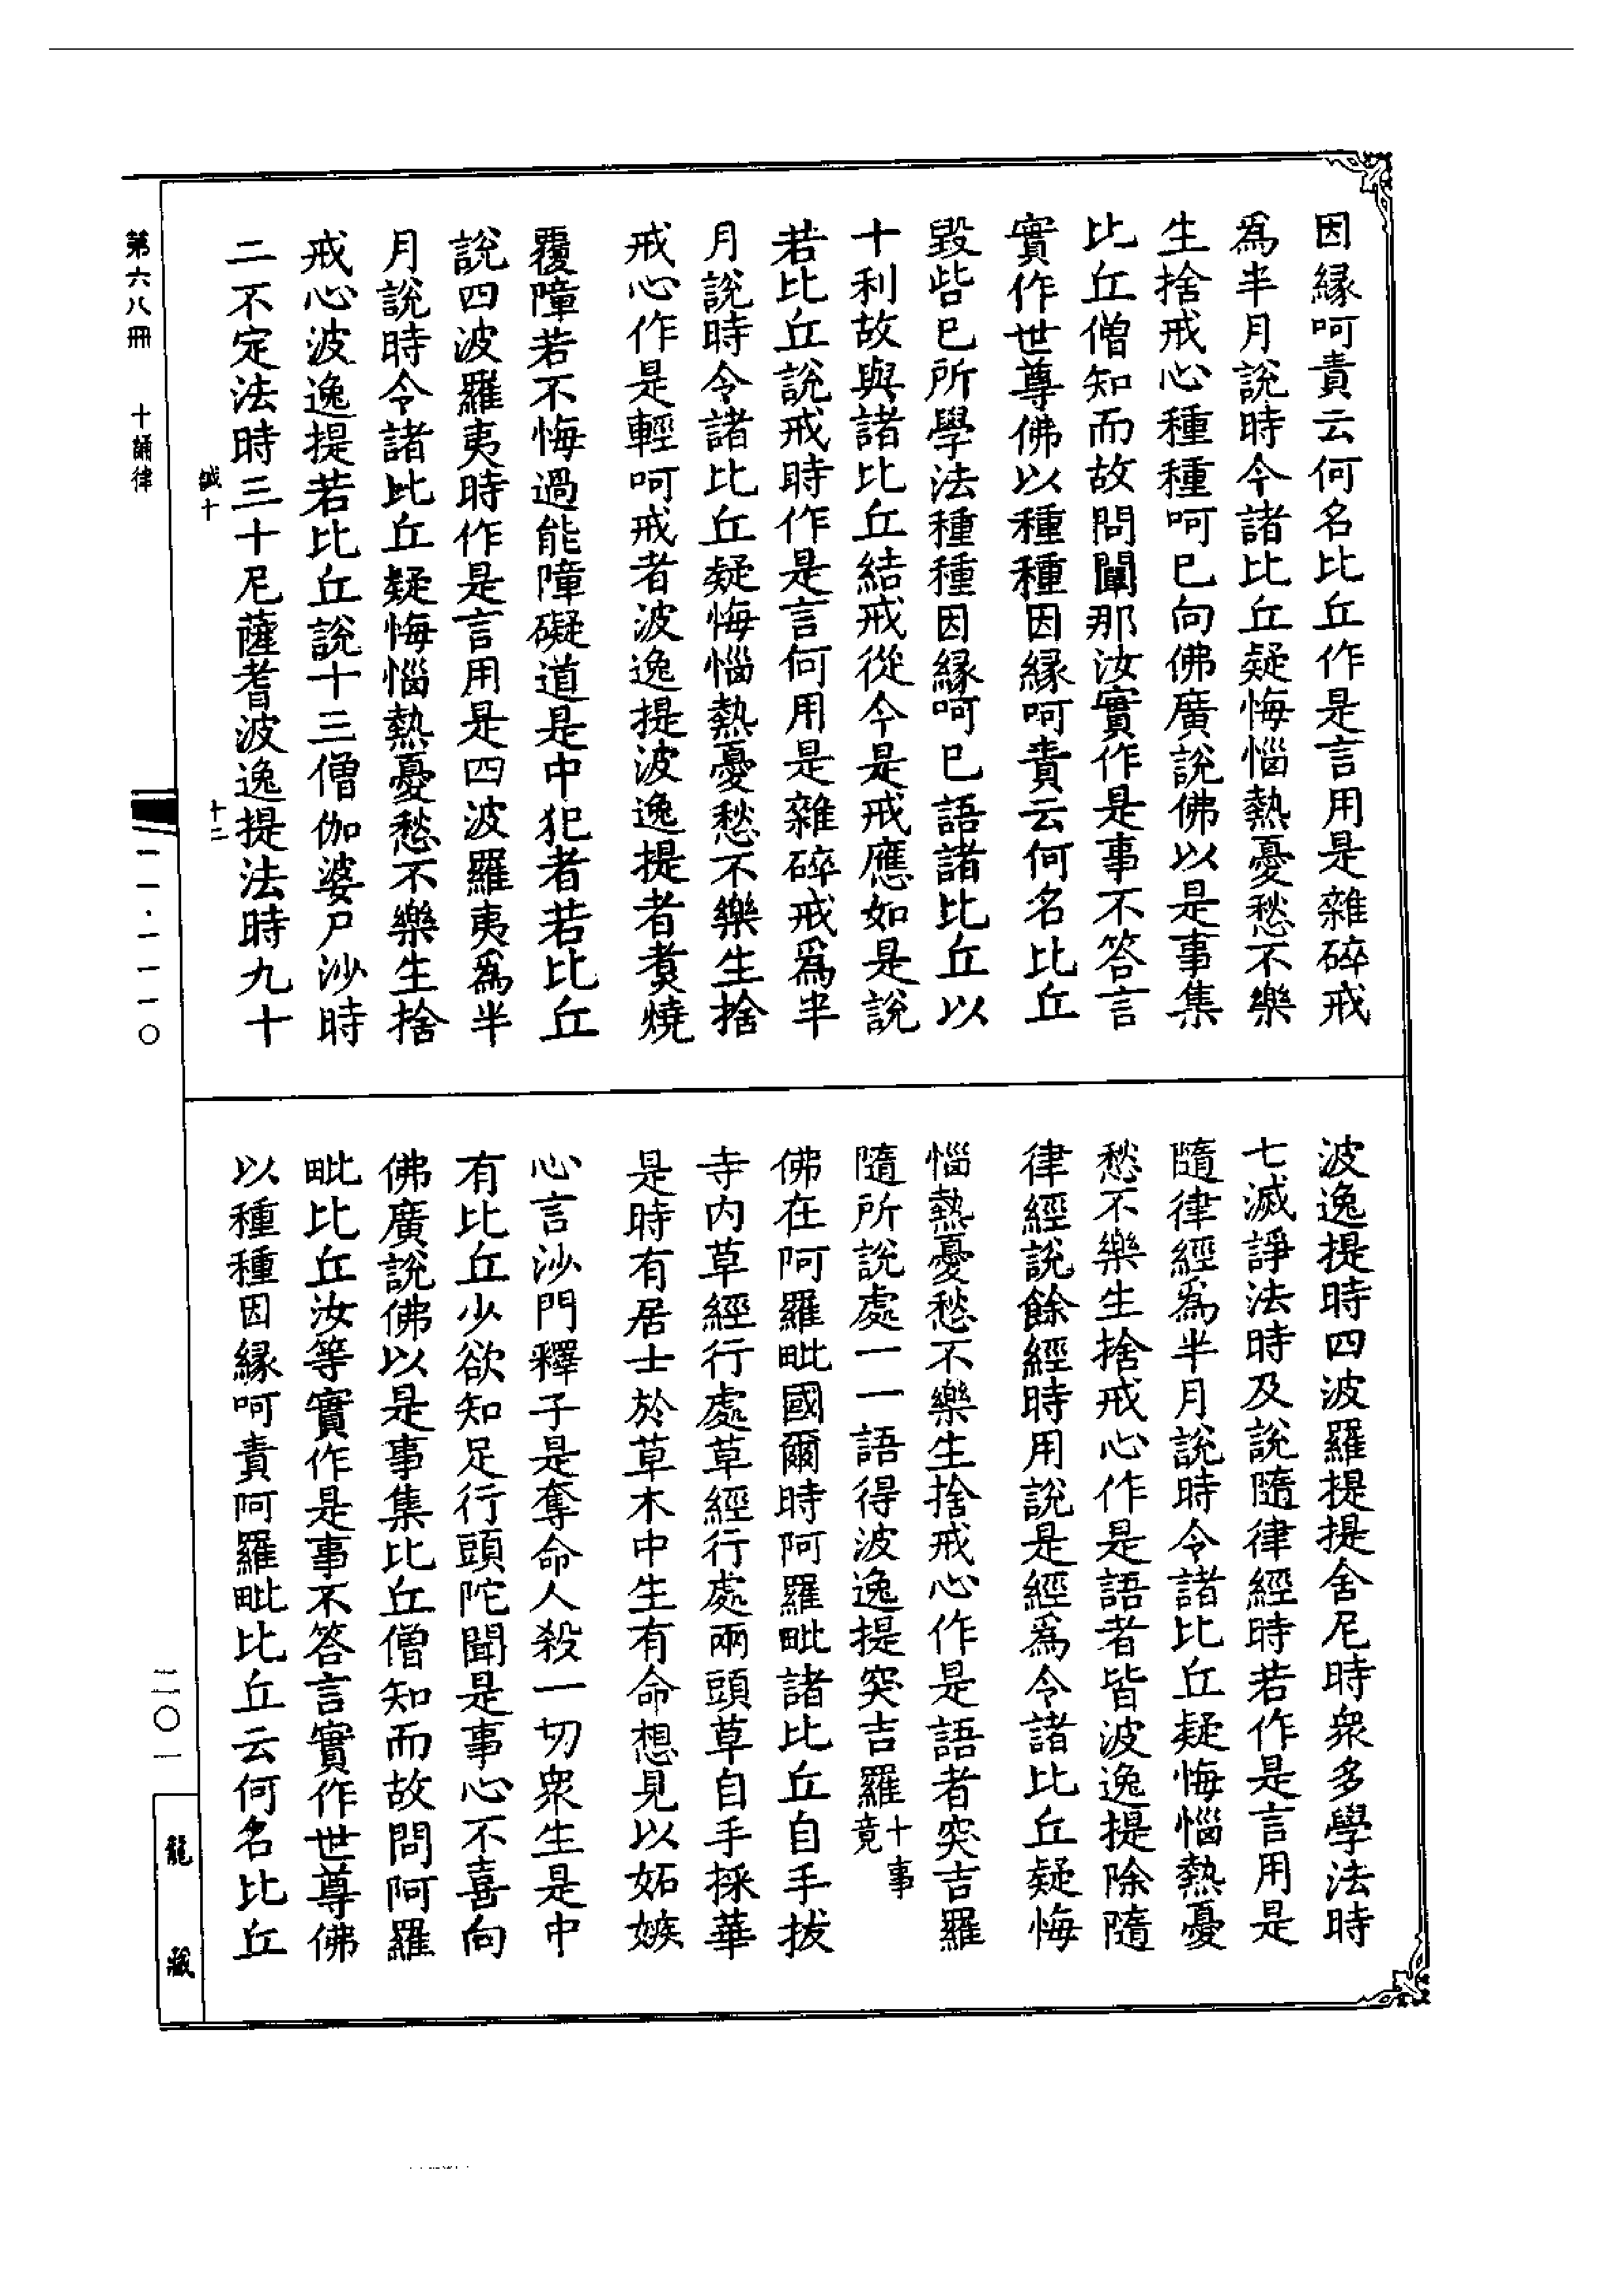 因縁呵責云何名比丘作是言用是雜碎戒
爲半月說時令諸比丘疑悔惱熱憂愁不樂
生捨戒心種種呵已向佛廣說佛以是事集
比丘僧知而故問闡那汝實作是事不答言
實作世尊佛以種種因縁呵責云何名比丘
毀呰已所學法種種因縁呵已語諸比丘以
十利故與諸比丘結戒從今是戒應如是說
若比丘說戒時作是言何用是雜碎戒爲半
月說時令諸比丘疑悔惱熱憂愁不樂生捨
戒心作是輕呵戒者波逸提波逸提者煑燒
覆障若不悔過能障礙道是中犯者若比丘
說四波羅夷時作是言用是四波羅夷爲半
月說時令諸比丘疑悔惱熱憂愁不樂生捨
戒心波逸提若比丘說十三僧伽婆尸沙時
二不定法時三十尼薩耆波逸提法時九十
波逸提時四波羅提提舍尼時衆多學法時
七滅諍法時及說隨律經時若作是言用是
隨律經爲半月說時令諸比丘疑悔惱熱憂
愁不樂生捨戒心作是語者皆波逸提除隨
律經說餘經時用說是經爲令諸比丘疑悔
惱熱憂愁不樂生捨戒心作是語者突吉羅
隨所說處一一語得波逸提突吉羅十事竟
佛在阿羅毗國爾時阿羅毗諸比丘自手拔
寺内草經行處草經行處兩頭草自手採華
是時有居士於草木中生有命想見以妬嫉
心言沙門釋子是奪命人殺一切衆生是中
有比丘少欲知足行頭陀聞是事心不喜向
佛廣說佛以是事集比丘僧知而故問阿羅
毗比丘汝等實作是事不答言實作世尊佛
以種種因縁呵責阿羅毗比丘云何名比丘
第六八冊 十誦律
誠十
十二
一一·一一一〇
二〇一
龍藏